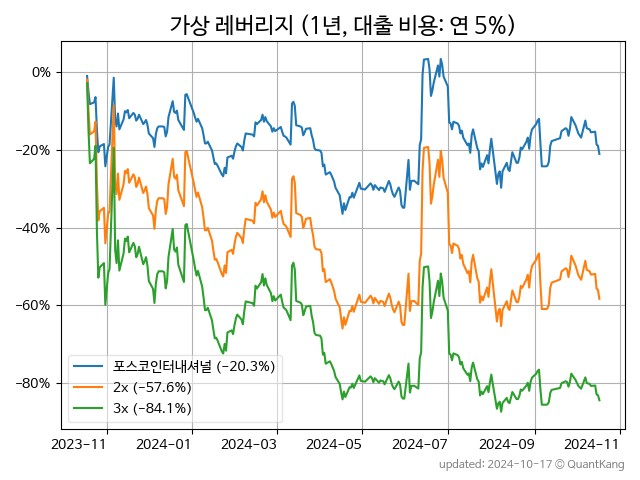 가상 레버리지 (1년, 대출 비용: 연 5%)
0%
−20%
−40%
−60%
−80%
포스코인터내셔널 (−20.3%)
2x (−57.6%)
3x (−84.1%)
2023-11 2024-01 2024-03 2024-05 2024-07 2024-09 2024-11
updated: 2024-10-17 © QuantKang